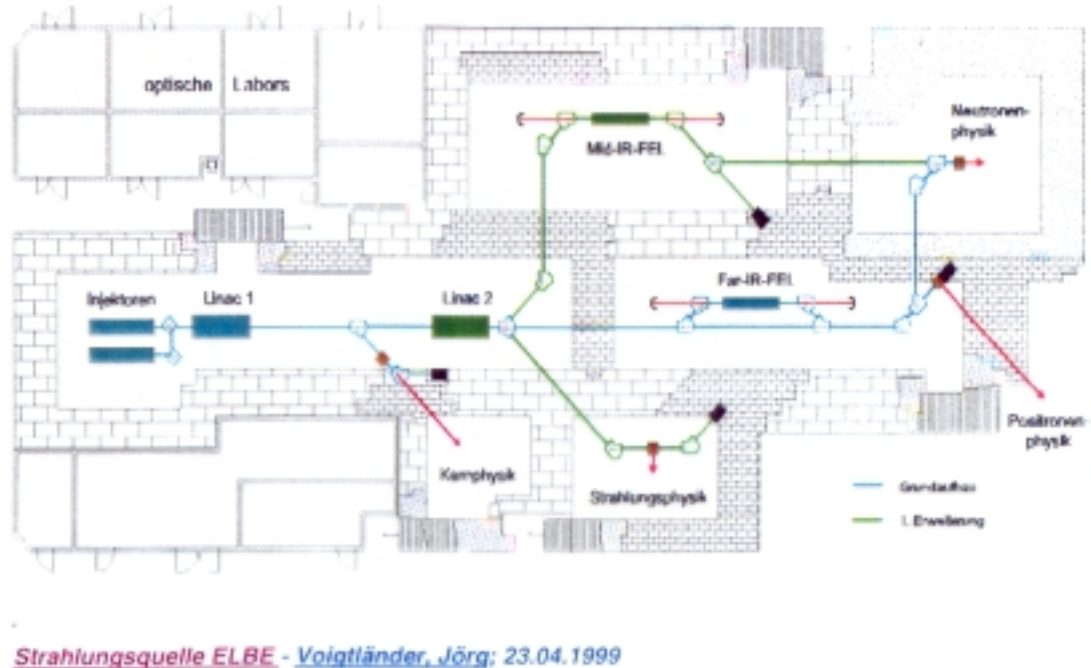 optische Labors
Neutronen-
physik
Mid-IR-FEL
Injektoren
Linac 1
Linac 2
Far-IR-FEL
Positronen-
physik
Kernphysik
Strahlungsphysik
Grundaufbau
1. Erweiterung
Strahlungsquelle ELBE - Voigtländer, Jörg; 23.04.1999